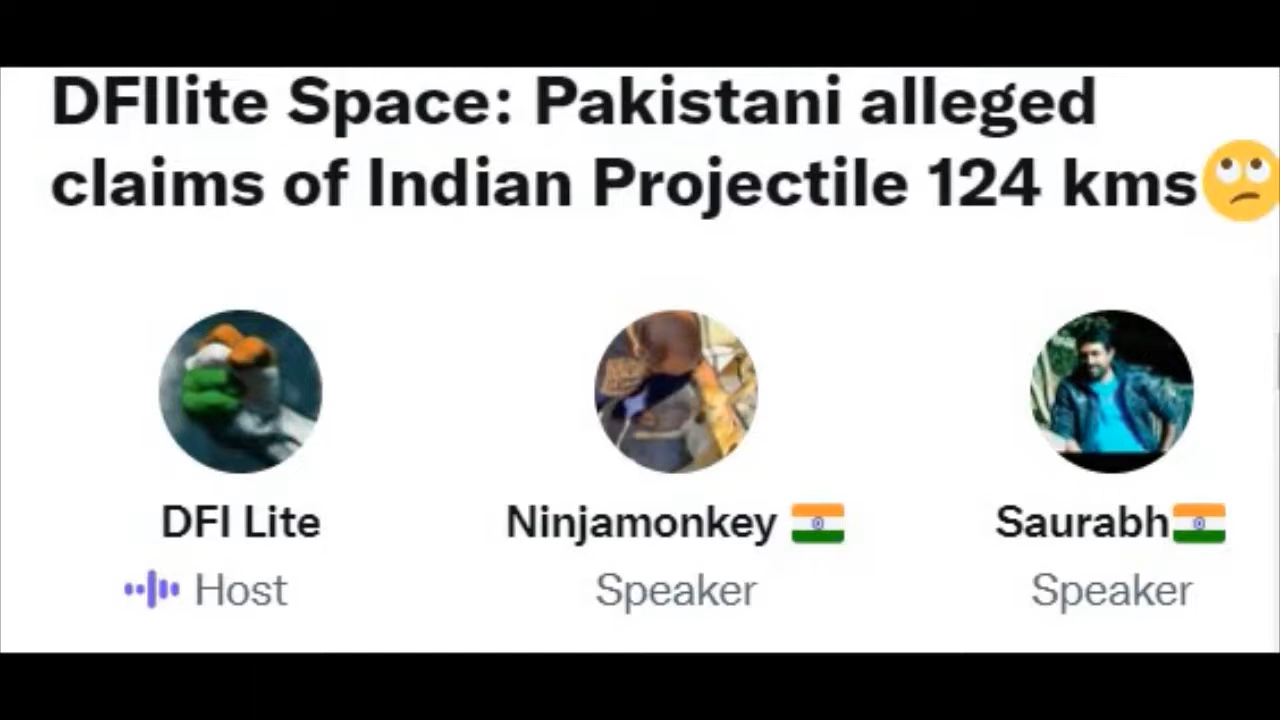 DFIlite Space: Pakistani alleged
claims of Indian Projectile 124 kms🙄
DFI Lite
Ninjamonkey 🇮🇳
Saurabh🇮🇳
Host
Speaker
Speaker